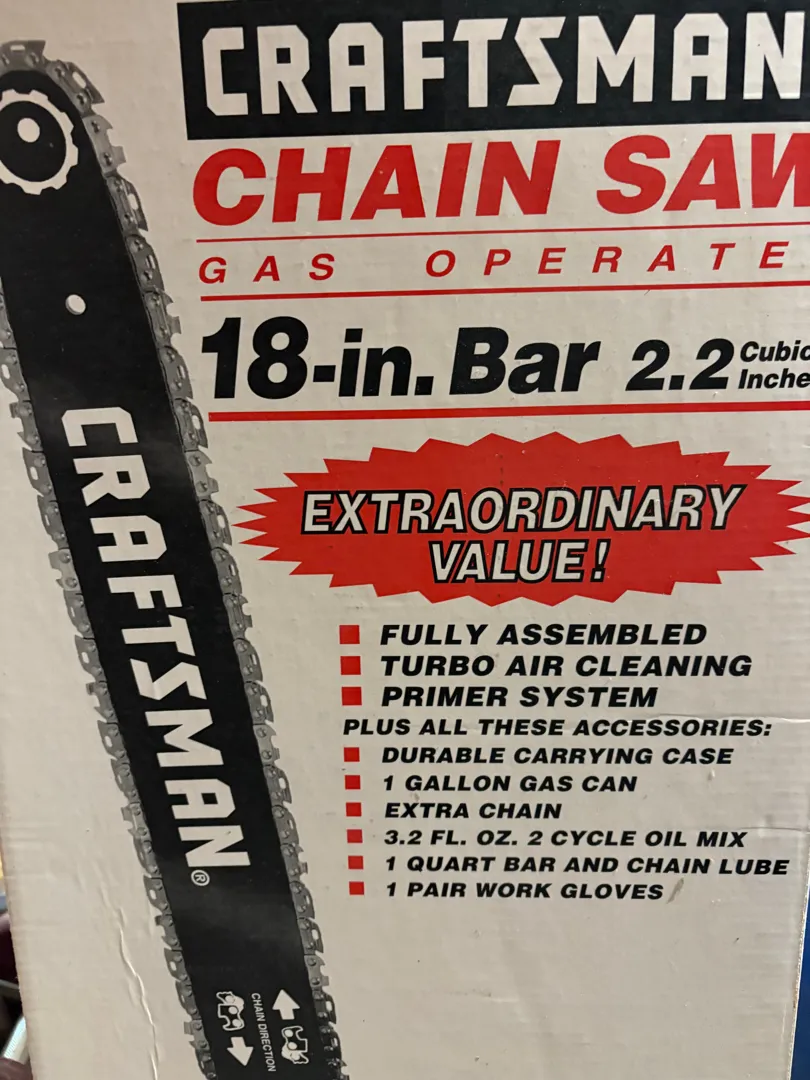 CRAFTSMAN
CHAIN SAW
GAS OPERATE
18-in. Bar 2.2 Cubic
Inche
EXTRAORDINARY
VALUE!
FULLY ASSEMBLED
TURBO AIR CLEANING
PRIMER SYSTEM
PLUS ALL THESE ACCESSORIES:
DURABLE CARRYING CASE
1 GALLON GAS CAN
EXTRA CHAIN
3.2 FL. OZ. 2 CYCLE OIL MIX
1 QUART BAR AND CHAIN LUBE
1 PAIR WORK GLOVES
CRAFTSMAN®
CHAIN DIRECTION